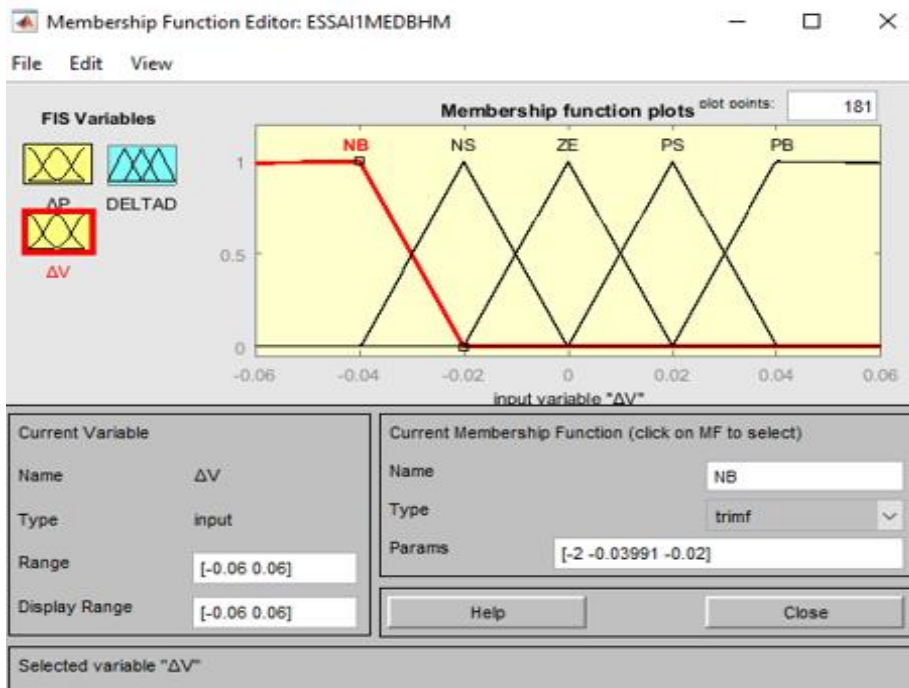 Membership Function Editor: ESSAI1MEDBHM
File Edit View
FIS Variables
ΔP DELTAD
ΔV
Membership function plots plot points: 181
NB NS ZE PS PB
1
0.5
0
-0.06 -0.04 -0.02 0 0.02 0.04 0.06
input variable "ΔV"
Current Variable
Name ΔV
Type input
Range [-0.06 0.06]
Display Range [-0.06 0.06]
Current Membership Function (click on MF to select)
Name NB
Type trimf
Params [-2 -0.03991 -0.02]
Help Close
Selected variable "ΔV"